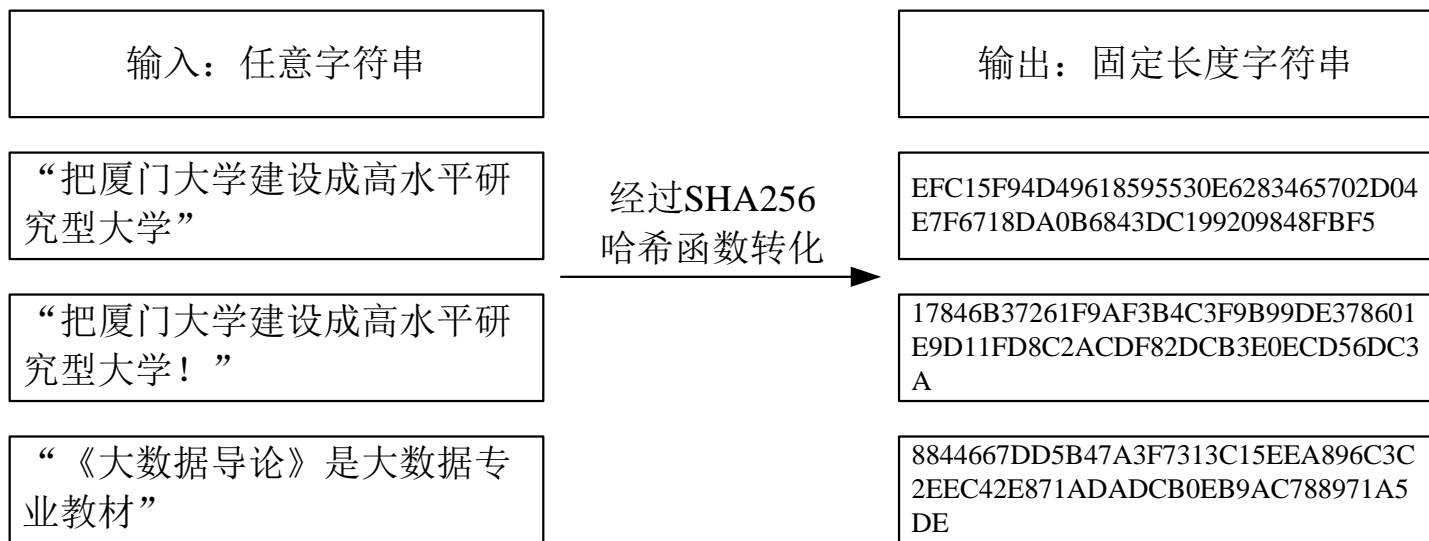 输入：任意字符串
输出：固定长度字符串
“把厦门大学建设成高水平研
究型大学”
经过SHA256
哈希函数转化
EFC15F94D49618595530E6283465702D04
E7F6718DA0B6843DC199209848FBF5
“把厦门大学建设成高水平研
究型大学！”
17846B37261F9AF3B4C3F9B99DE378601
E9D11FD8C2ACDF82DCB3E0ECD56DC3
A
“《大数据导论》是大数据专
业教材”
8844667DD5B47A3F7313C15EEA896C3C
2EEC42E871ADADCB0EB9AC788971A5
DE